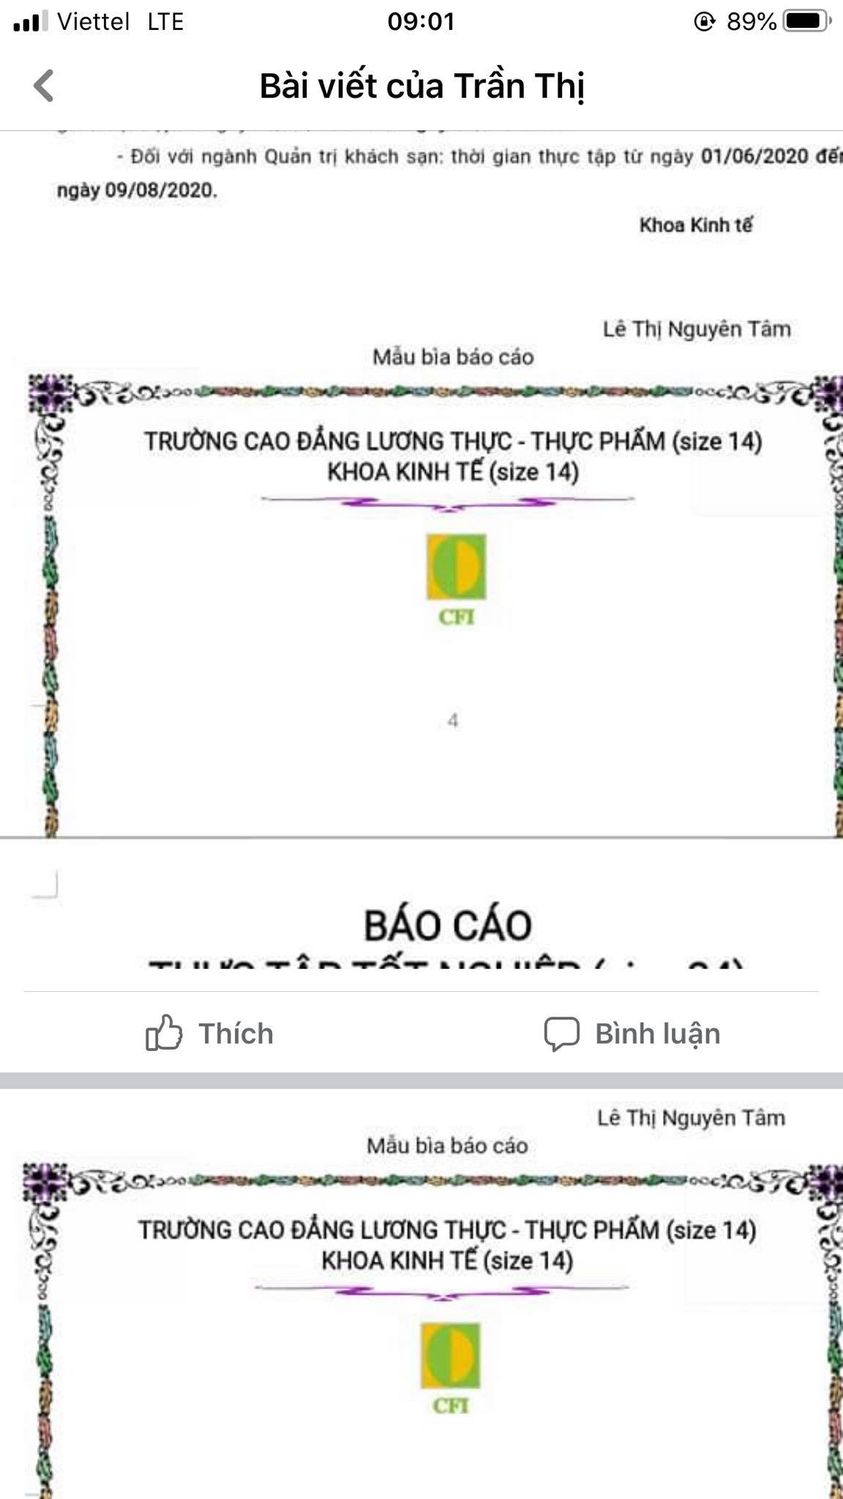 Viettel LTE 09:01 89%
Bài viết của Trần Thị
- Đối với ngành Quản trị khách sạn: thời gian thực tập từ ngày 01/06/2020 đến
ngày 09/08/2020.
Khoa Kinh tế
Lê Thị Nguyên Tâm
Mẫu bìa báo cáo
TRƯỜNG CAO ĐẲNG LƯƠNG THỰC - THỰC PHẨM (size 14)
KHOA KINH TẾ (size 14)
CFI
4
BÁO CÁO
Thích
Bình luận
Lê Thị Nguyên Tâm
Mẫu bìa báo cáo
TRƯỜNG CAO ĐẲNG LƯƠNG THỰC - THỰC PHẨM (size 14)
KHOA KINH TẾ (size 14)
CFI